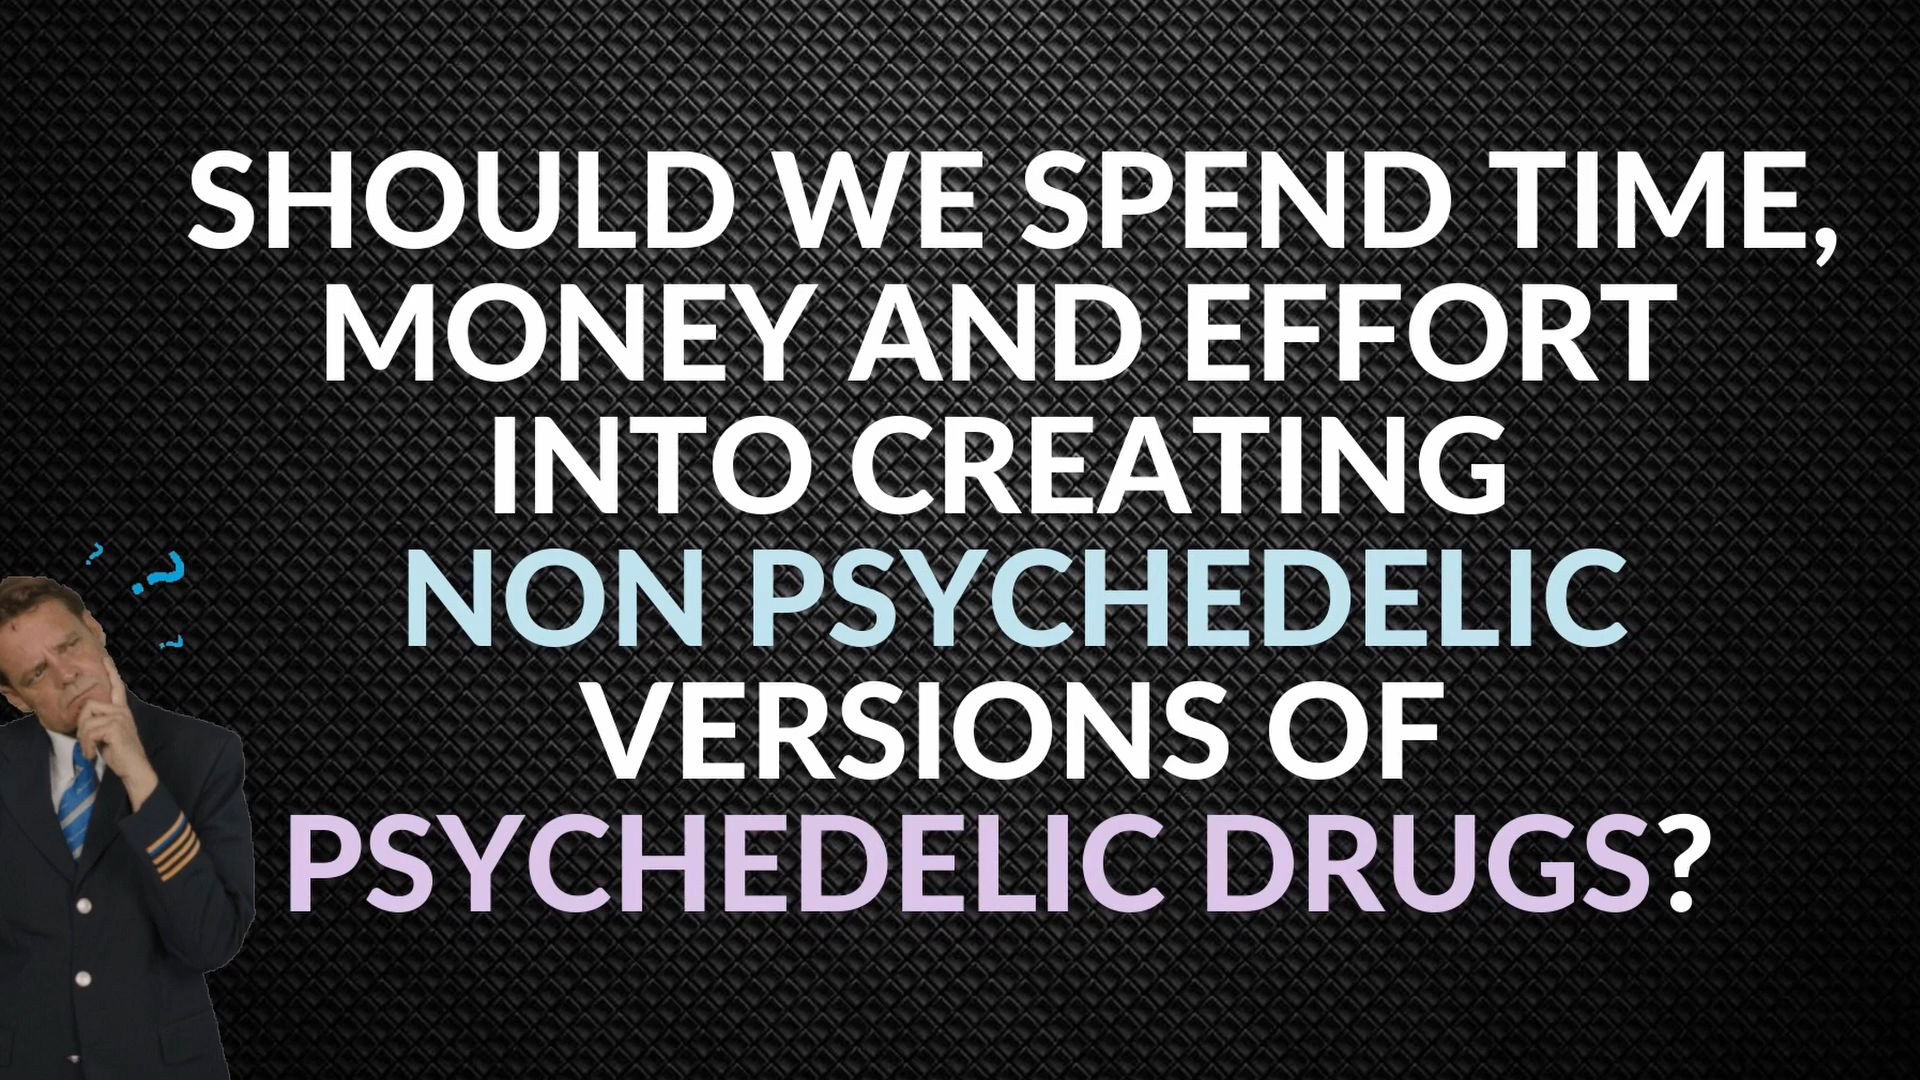 SHOULD WE SPEND TIME,
MONEY AND EFFORT
INTO CREATING
NON PSYCHEDELIC
VERSIONS OF
PSYCHEDELIC DRUGS?